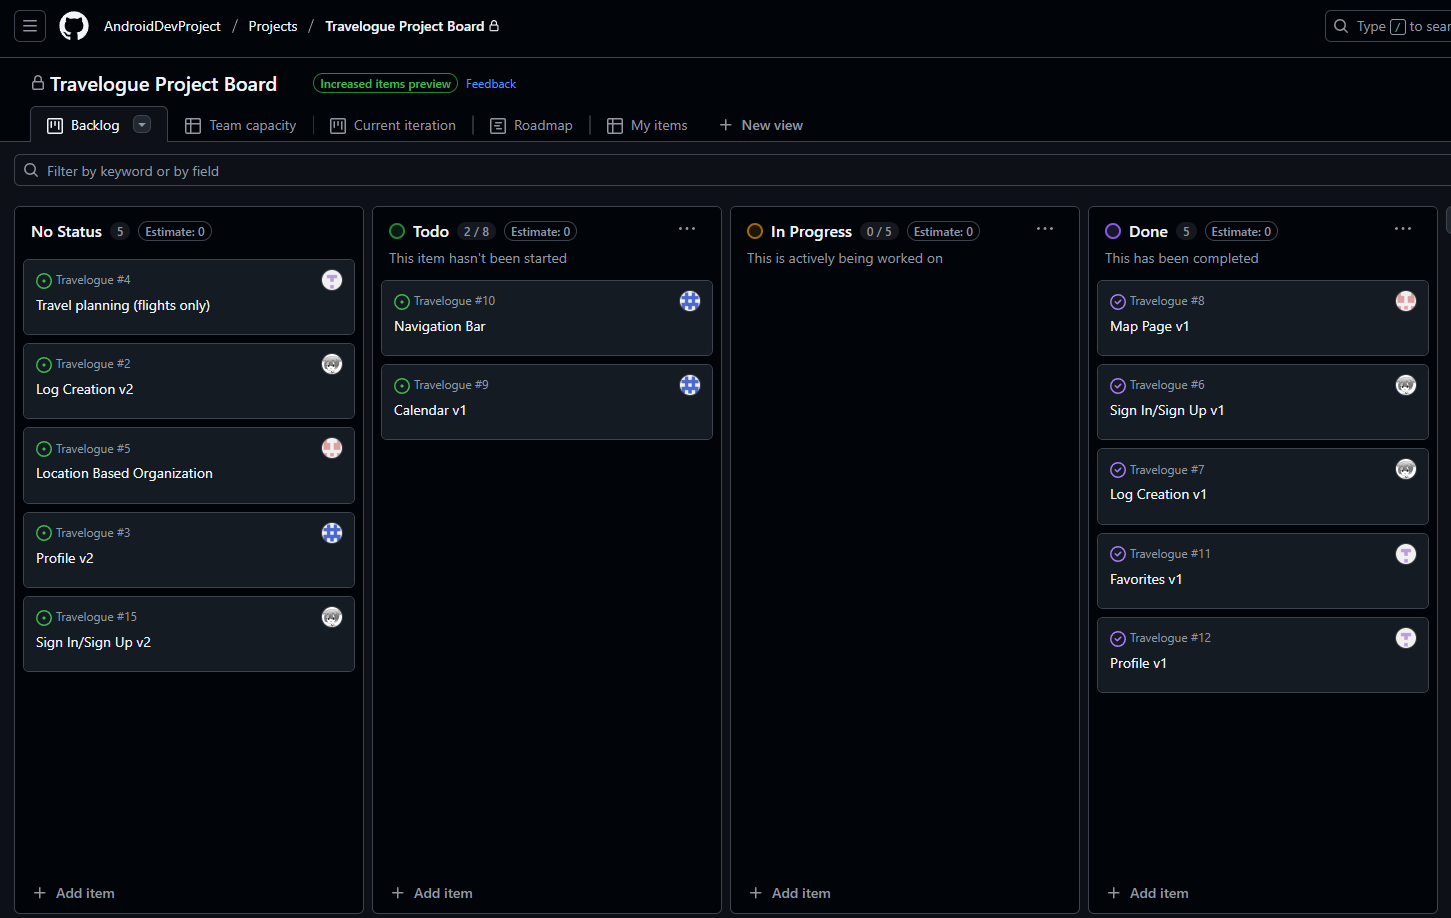 AndroidDevProject / Projects / Travelogue Project Board
Type / to sear
Travelogue Project Board
Increased items preview
Feedback
Backlog
Team capacity
Current iteration
Roadmap
My items
New view
Filter by keyword or by field
No Status 5 Estimate: 0
Travelogue #4
Travel planning (flights only)
Travelogue #2
Log Creation v2
Travelogue #5
Location Based Organization
Travelogue #3
Profile v2
Travelogue #15
Sign In/Sign Up v2
Add item
Todo 2 / 8 Estimate: 0
This item hasn't been started
Travelogue #10
Navigation Bar
Travelogue #9
Calendar v1
Add item
In Progress 0 / 5 Estimate: 0
This is actively being worked on
Add item
Done 5 Estimate: 0
This has been completed
Travelogue #8
Map Page v1
Travelogue #6
Sign In/Sign Up v1
Travelogue #7
Log Creation v1
Travelogue #11
Favorites v1
Travelogue #12
Profile v1
Add item